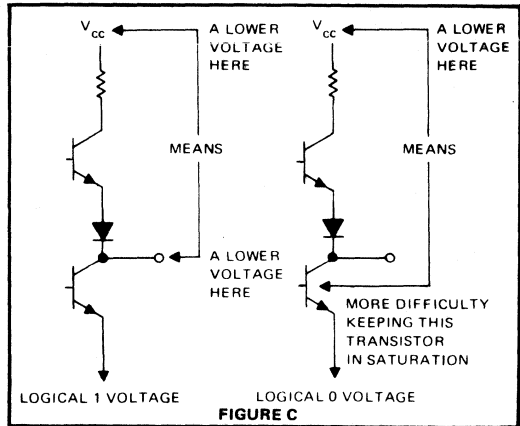 VCC
A LOWER
VOLTAGE
HERE
MEANS
A LOWER
VOLTAGE
HERE
LOGICAL 1 VOLTAGE
VCC
A LOWER
VOLTAGE
HERE
MEANS
MORE DIFFICULTY
KEEPING THIS
TRANSISTOR
IN SATURATION
LOGICAL 0 VOLTAGE
FIGURE C